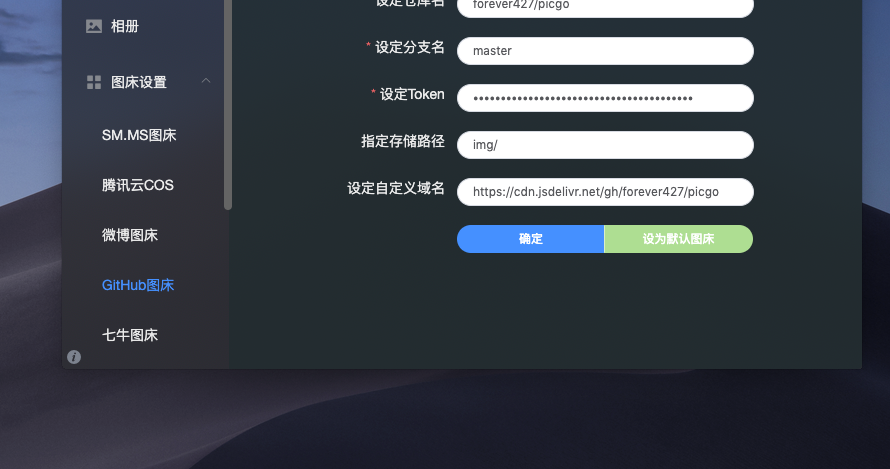 设定仓库名
forever427/picgo
相册
* 设定分支名
master
图床设置
* 设定Token
••••••••••••••••••••••••••••••••••••••••
SM.MS图床
指定存储路径
img/
腾讯云COS
设定自定义域名
https://cdn.jsdelivr.net/gh/forever427/picgo
微博图床
确定
设为默认图床
GitHub图床
七牛图床